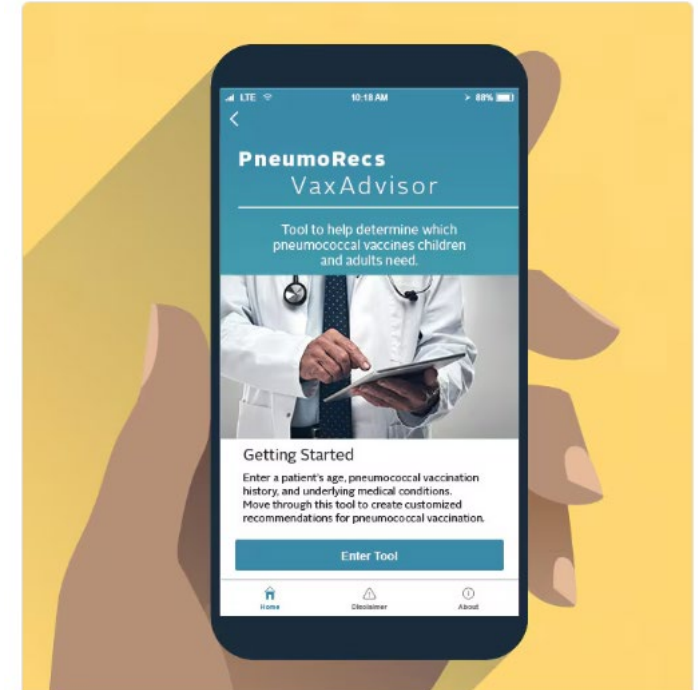 LTE 10:18 AM 88%
PneumoRecs
VaxAdvisor
Tool to help determine which
pneumococcal vaccines children
and adults need.
Getting Started
Enter a patient's age, pneumococcal vaccination
history, and underlying medical conditions.
Move through this tool to create customized
recommendations for pneumococcal vaccination.
Enter Tool
Home Disclaimer About